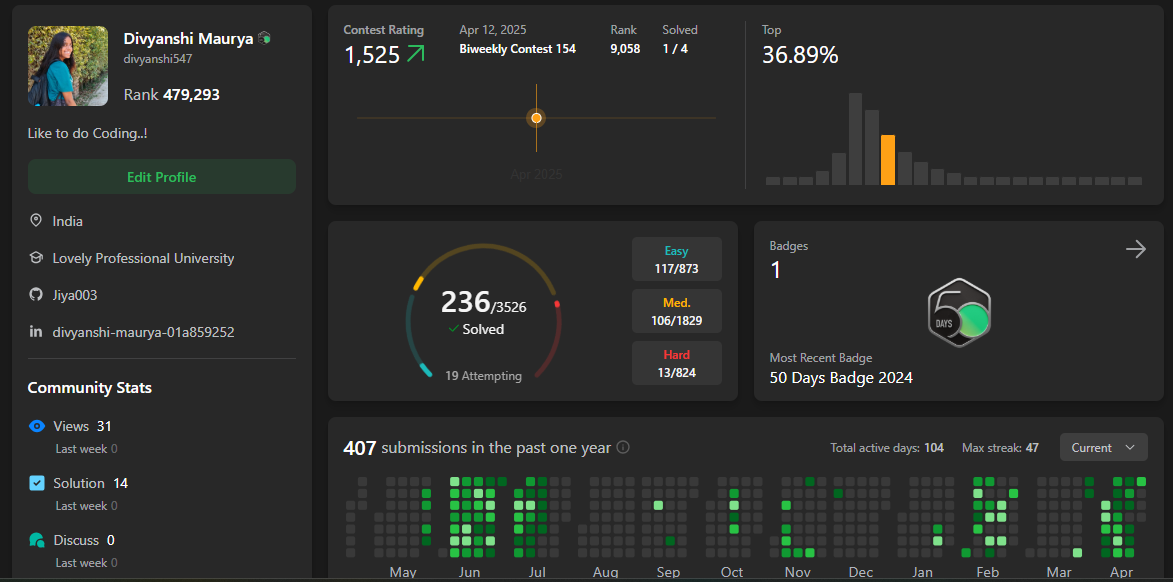 Divyanshi Maurya
divyanshi547
Rank 479,293
Like to do Coding..!
Edit Profile
India
Lovely Professional University
Jiya003
divyanshi-maurya-01a859252
Community Stats
Views 31
Last week 0
Solution 14
Last week 0
Discuss 0
Last week 0
Contest Rating
1,525
Apr 12, 2025
Biweekly Contest 154
Rank
9,058
Solved
1 / 4
Apr 2025
Top
36.89%
236/3526
Solved
19 Attempting
Easy
117/873
Med.
106/1829
Hard
13/824
Badges
1
50
DAYS
Most Recent Badge
50 Days Badge 2024
407 submissions in the past one year
Total active days: 104 Max streak: 47
Current
May Jun Jul Aug Sep Oct Nov Dec Jan Feb Mar Apr